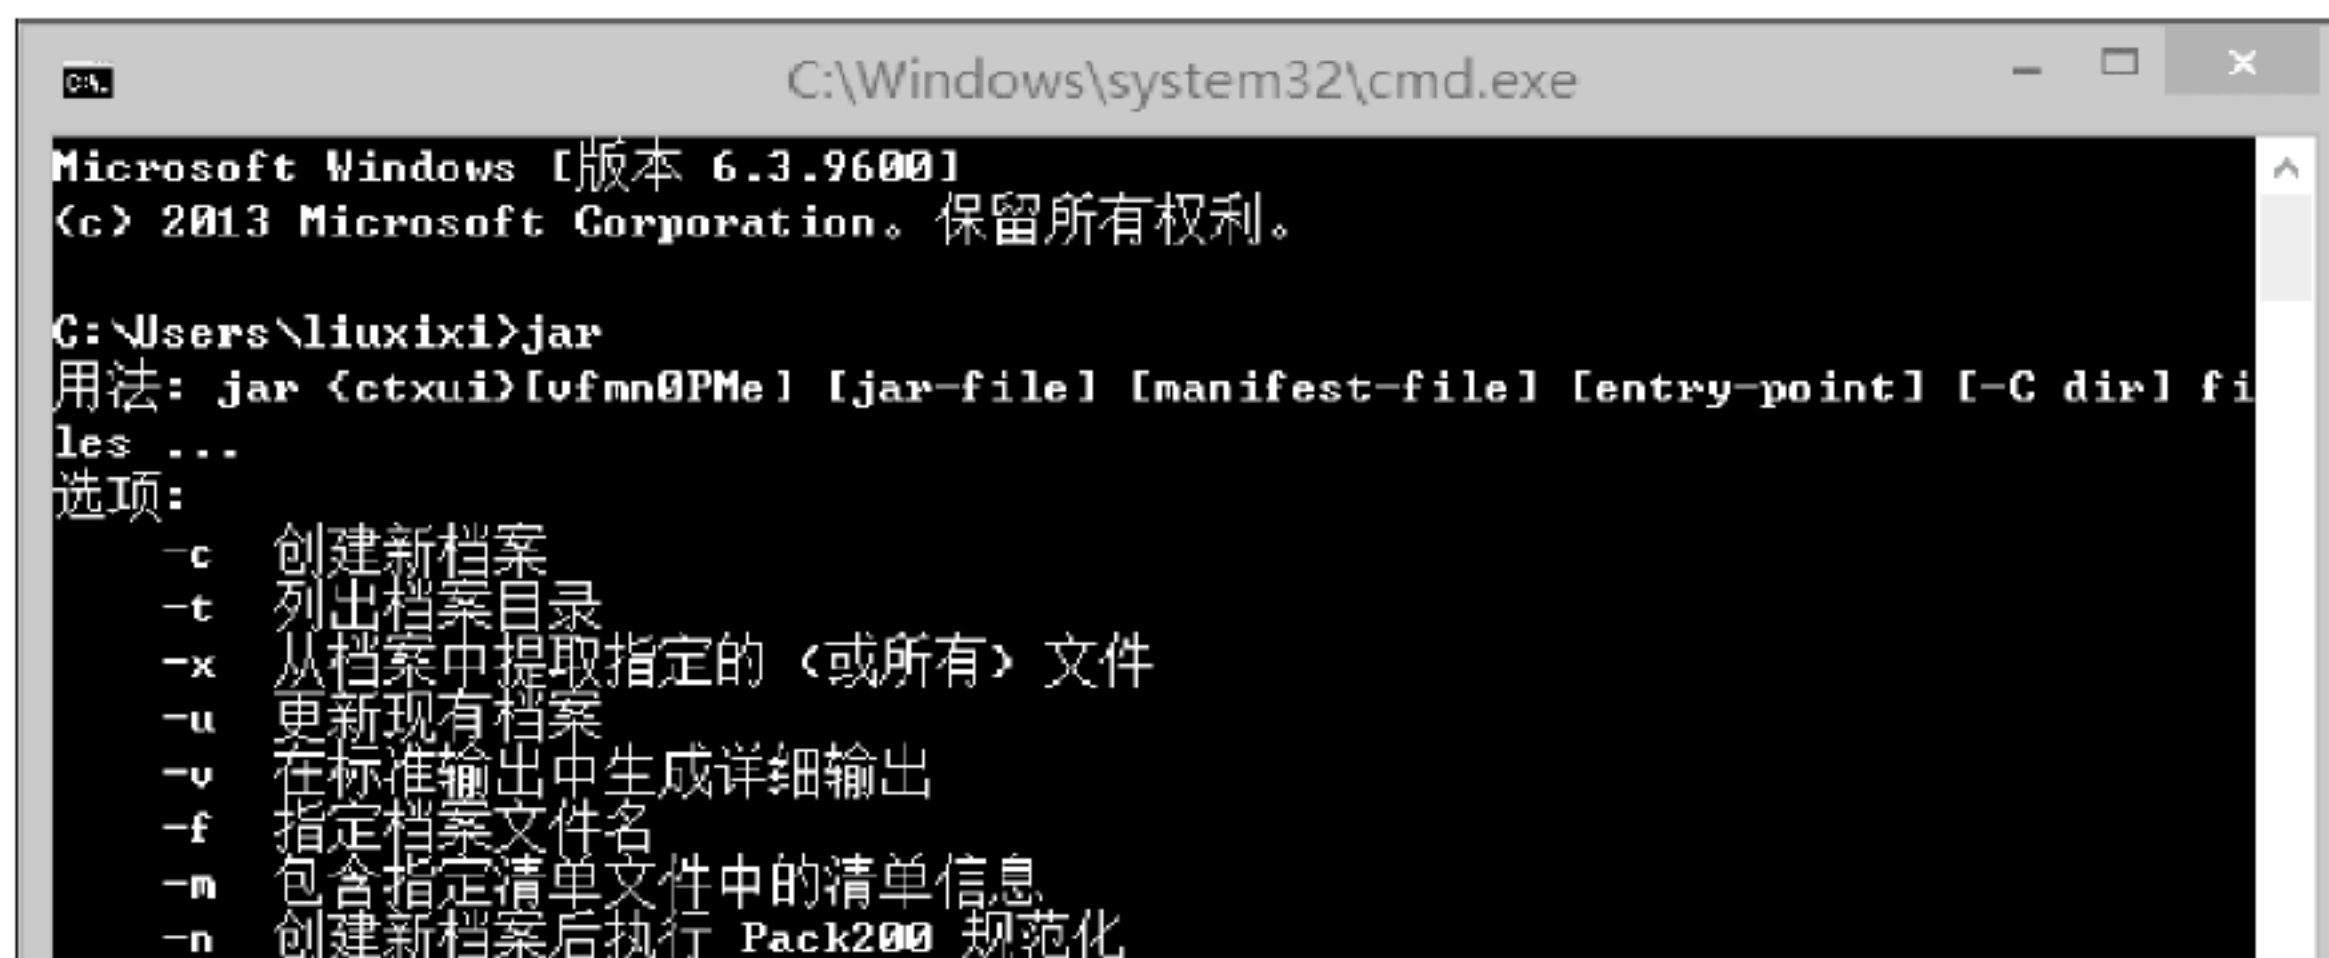 C:\Windows\system32\cmd.exe
Microsoft Windows [版本 6.3.9600]
(c) 2013 Microsoft Corporation。保留所有权利。
C:\Users\liuxixi>jar
用法: jar {ctxui}[vfmn0PMe] [jar-file] [manifest-file] [entry-point] [-C dir] fi
les ...
选项:
-c 创建新档案
-t 列出档案目录
-x 从档案中提取指定的 (或所有) 文件
-u 更新现有档案
-v 在标准输出中生成详细输出
-f 指定档案文件名
-m 包含指定清单文件中的清单信息
-n 创建新档案后执行 Pack200 规范化